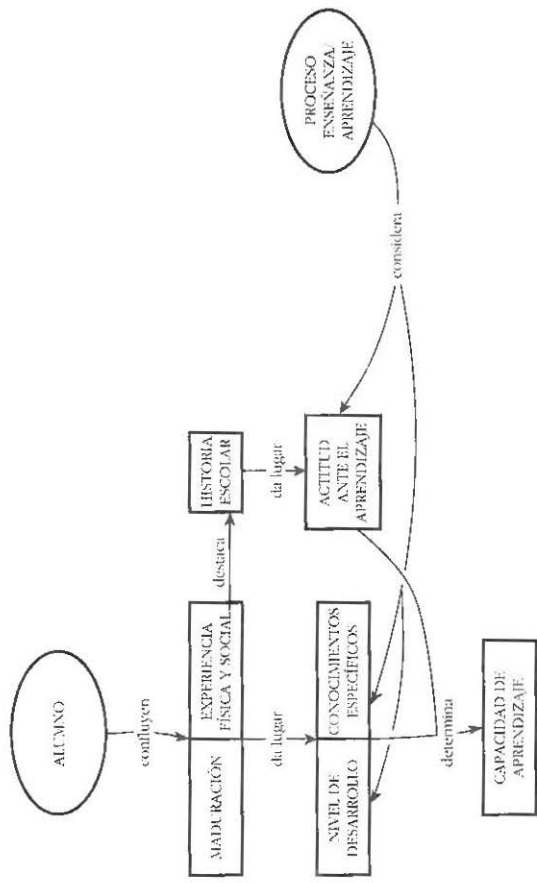 ALUMNO
confluyen
MADURACIÓN
EXPERIENCIA
FÍSICA Y SOCIAL
destaca
HISTORIA
ESCOLAR
da lugar
da lugar
NIVEL DE
DESARROLLO
CONOCIMIENTOS
ESPECÍFICOS
ACTITUD
ANTE EL
APRENDIZAJE
determina
CAPACIDAD DE
APRENDIZAJE
PROCESO
ENSEÑANZA/
APRENDIZAJE
considera